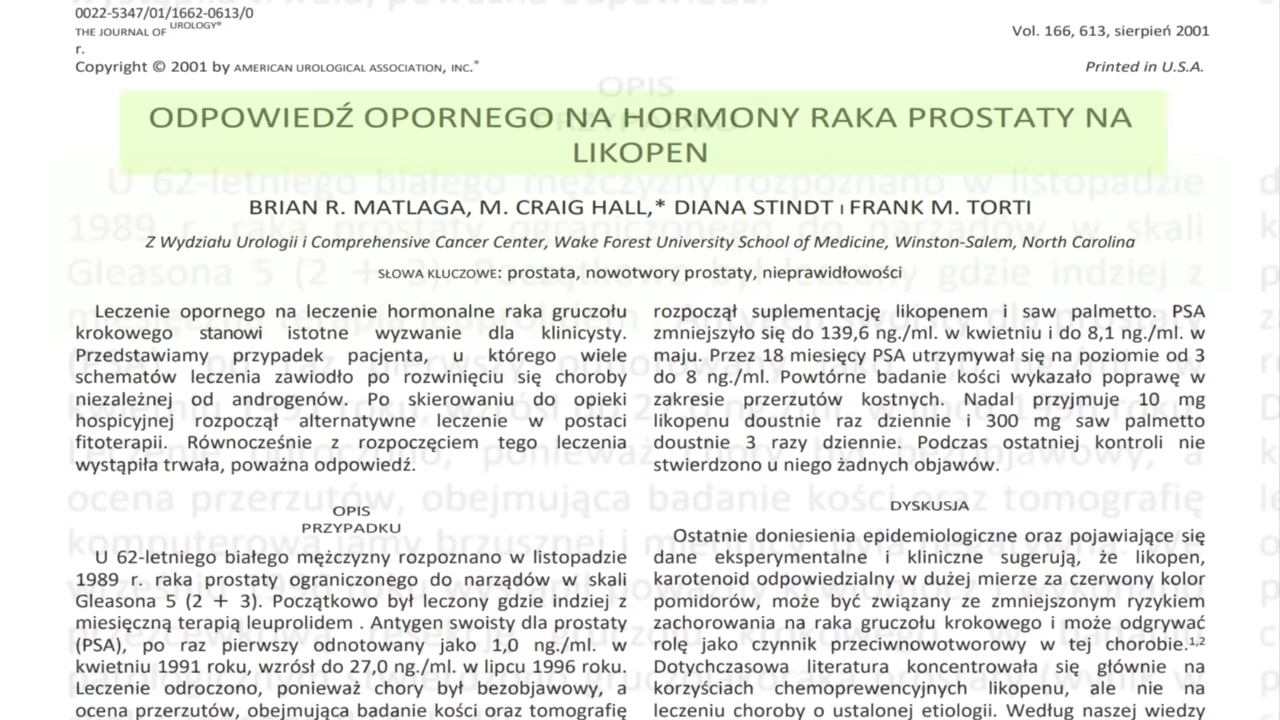 0022-5347/01/1662-0613/0
THE JOURNAL OF UROLOGY®
r.
Copyright © 2001 by AMERICAN UROLOGICAL ASSOCIATION, INC.®
Vol. 166, 613, sierpień 2001
Printed in U.S.A.
ODPOWIEDŹ OPORNEGO NA HORMONY RAKA PROSTATY NA
LIKOPEN
BRIAN R. MATLAGA, M. CRAIG HALL,* DIANA STINDT I FRANK M. TORTI
Z Wydziału Urologii i Comprehensive Cancer Center, Wake Forest University School of Medicine, Winston-Salem, North Carolina
SŁOWA KLUCZOWE: prostata, nowotwory prostaty, nieprawidłowości
Leczenie opornego na leczenie hormonalne raka gruczołu
krokowego stanowi istotne wyzwanie dla klinicysty.
Przedstawiamy przypadek pacjenta, u którego wiele
schematów leczenia zawiodło po rozwinięciu się choroby
niezależnej od androgenów. Po skierowaniu do opieki
hospicyjnej rozpoczął alternatywne leczenie w postaci
fitoterapii. Równocześnie z rozpoczęciem tego leczenia
wystąpiła trwała, poważna odpowiedź.
OPIS
PRZYPADKU
U 62-letniego białego mężczyzny rozpoznano w listopadzie
1989 r. raka prostaty ograniczonego do narządów w skali
Gleasona 5 (2 + 3). Początkowo był leczony gdzie indziej z
miesięczną terapią leuprolidem . Antygen swoisty dla prostaty
(PSA), po raz pierwszy odnotowany jako 1,0 ng./ml. w
kwietniu 1991 roku, wzrósł do 27,0 ng./ml. w lipcu 1996 roku.
Leczenie odroczono, ponieważ chory był bezobjawowy, a
ocena przerzutów, obejmująca badanie kości oraz tomografię
rozpoczął suplementację likopenem i saw palmetto. PSA
zmniejszyło się do 139,6 ng./ml. w kwietniu i do 8,1 ng./ml. w
maju. Przez 18 miesięcy PSA utrzymywał się na poziomie od 3
do 8 ng./ml. Powtórne badanie kości wykazało poprawę w
zakresie przerzutów kostnych. Nadal przyjmuje 10 mg
likopenu doustnie raz dziennie i 300 mg saw palmetto
doustnie 3 razy dziennie. Podczas ostatniej kontroli nie
stwierdzono u niego żadnych objawów.
DYSKUSJA
Ostatnie doniesienia epidemiologiczne oraz pojawiające się
dane eksperymentalne i kliniczne sugerują, że likopen,
karotenoid odpowiedzialny w dużej mierze za czerwony kolor
pomidorów, może być związany ze zmniejszonym ryzykiem
zachorowania na raka gruczołu krokowego i może odgrywać
rolę jako czynnik przeciwnowotworowy w tej chorobie.1,2
Dotychczasowa literatura koncentrowała się głównie na
korzyściach chemoprewencyjnych likopenu, ale nie na
leczeniu choroby o ustalonej etiologii. Według naszej wiedzy